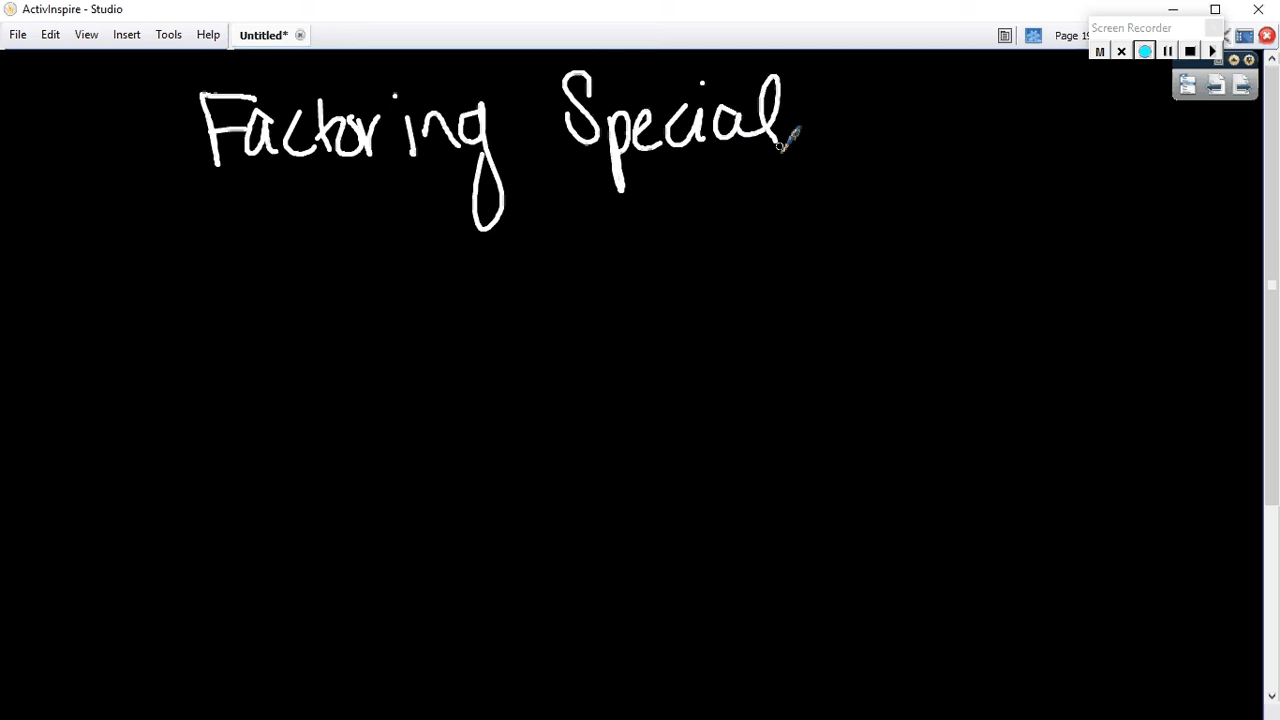 ActivInspire - Studio
File Edit View Insert Tools Help Untitled*
Screen Recorder
M
Factoring Special